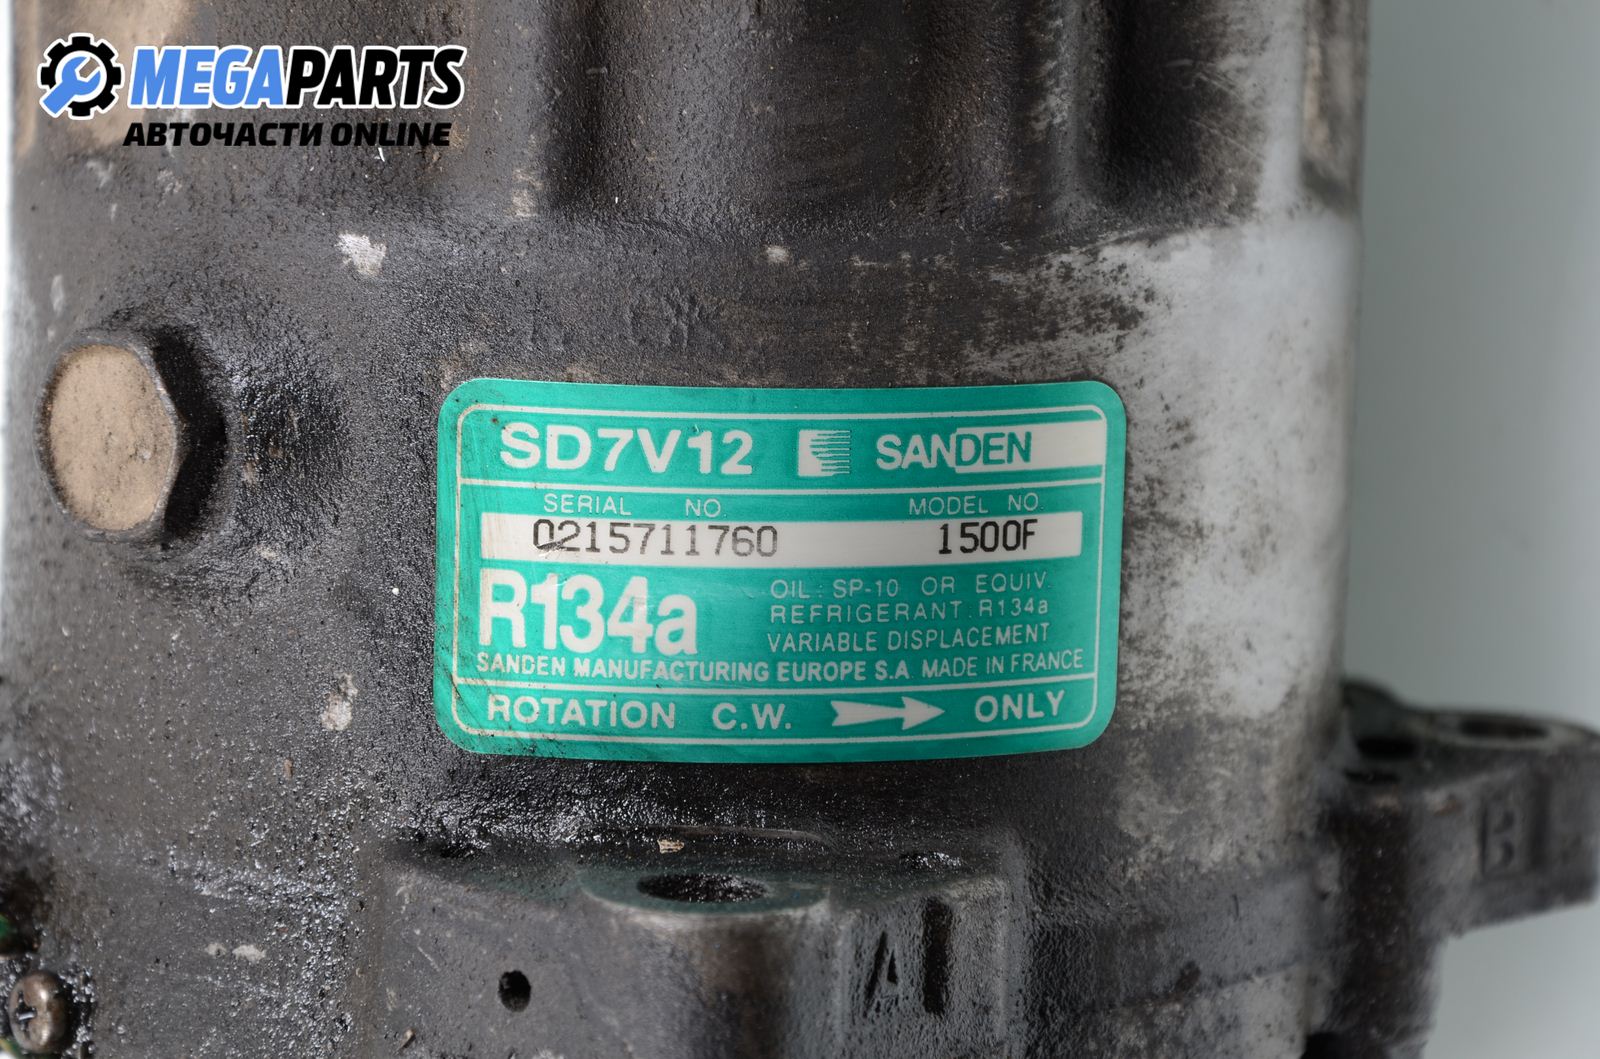 MEGAPARTS
АВТОЧАСТИ ONLINE
SD7V12 SANDEN
SERIAL NO. MODEL NO.
0215711760 1500F
R134a
OIL : SP-10 OR EQUIV.
REFRIGERANT : R134a
VARIABLE DISPLACEMENT
SANDEN MANUFACTURING EUROPE S.A. MADE IN FRANCE
ROTATION C.W. ONLY
A1